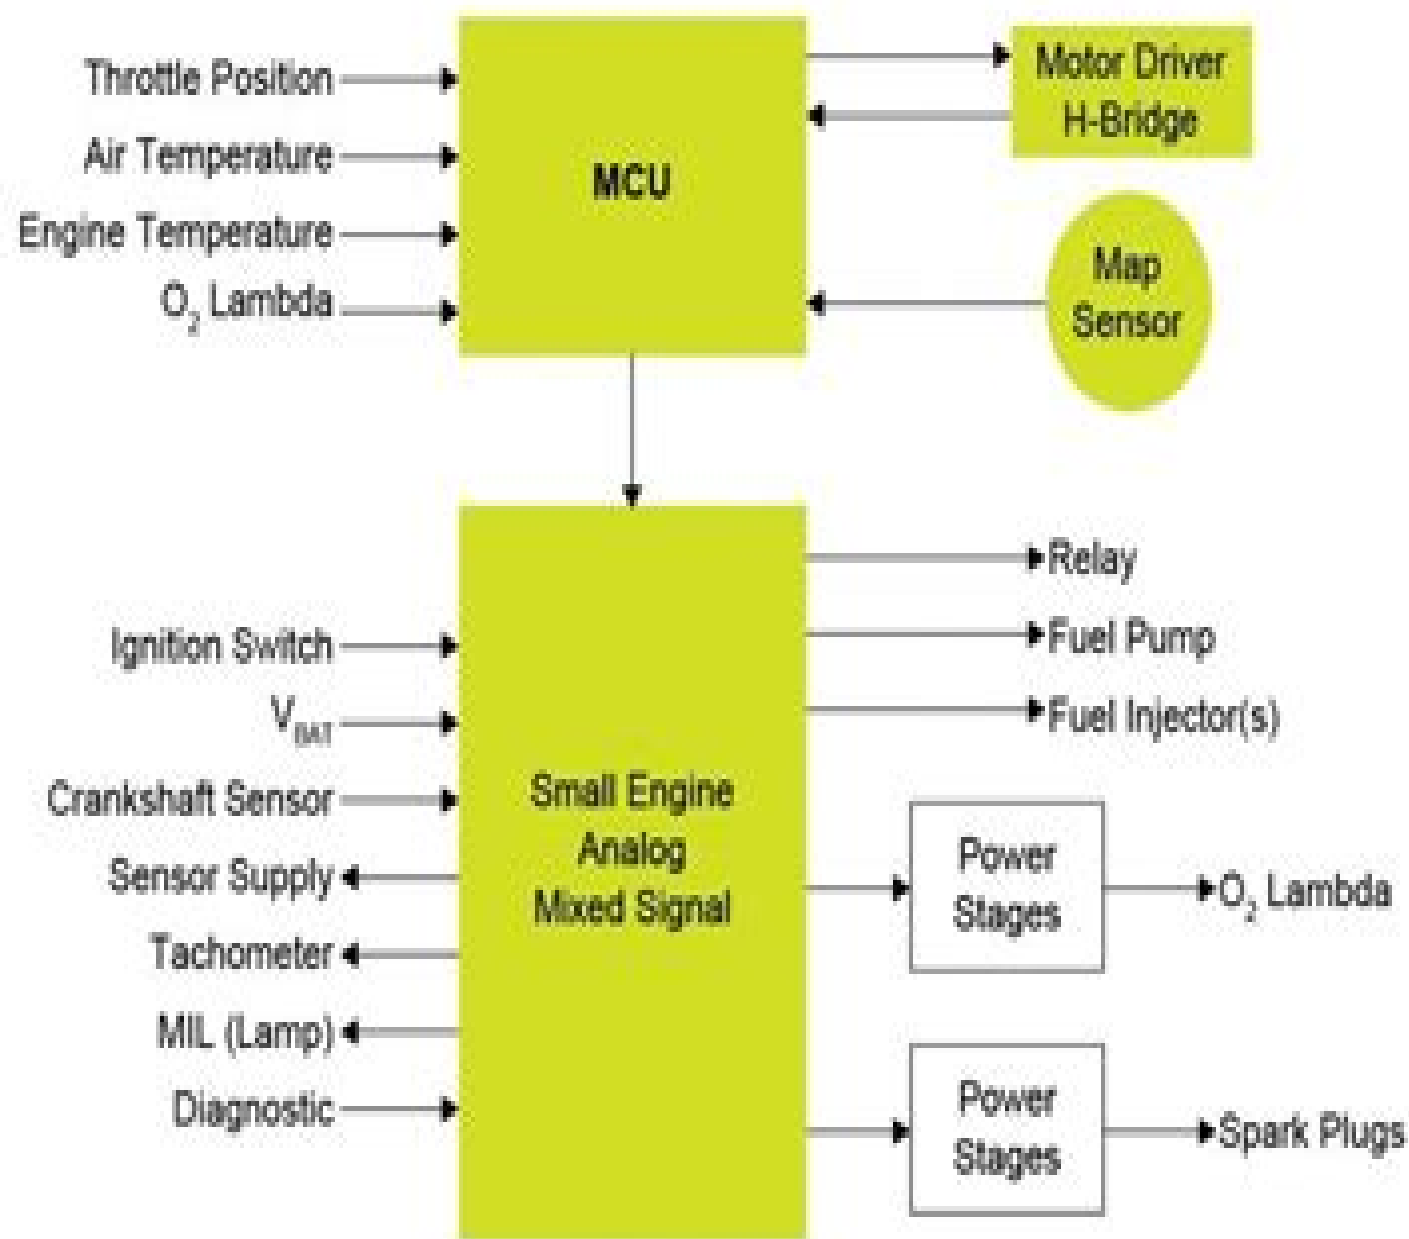 Throttle Position
Air Temperature
Engine Temperature
O₂ Lambda
MCU
Motor Driver
H-Bridge
Map
Sensor
Ignition Switch
V_BAT
Crankshaft Sensor
Sensor Supply
Tachometer
MIL (Lamp)
Diagnostic
Small Engine
Analog
Mixed Signal
Relay
Fuel Pump
Fuel Injector(s)
Power
Stages
O₂ Lambda
Power
Stages
Spark Plugs